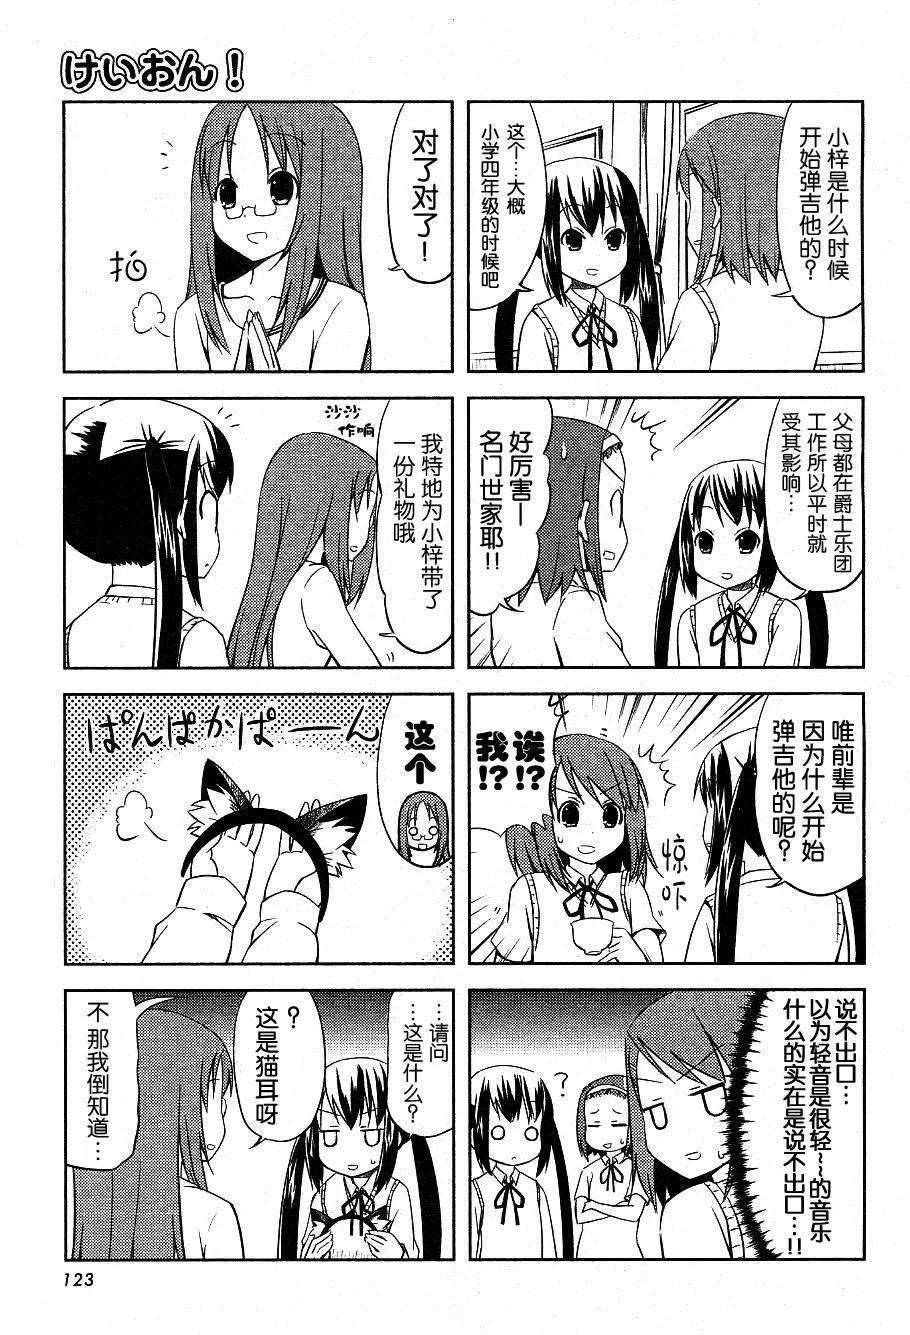 けいおん！
小梓是什么时候
开始弹吉他的？
这个…大概
小学四年级的时候吧
父母都在爵士乐团
工作所以平时就
受其影响…
好厉害—
名门世家耶!!
唯前辈是
因为什么开始
弹吉他的呢？
诶!?
我!?
惊吓
说不出口…
以为轻音是很轻～的音乐
什么的实在是说不出口…!!
?
对了对了！
拍
我特地为小梓带了
一份礼物哦
沙沙
作响
这个
ぱんぱかぱーーん
…请问
…这是什么？
？
这是猫耳呀
不 那我倒知道…
123